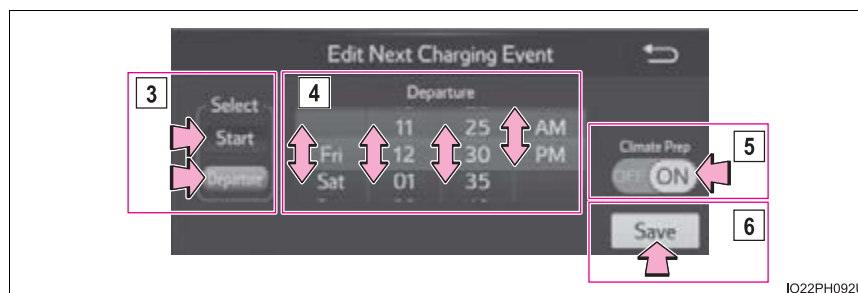 Edit Next Charging Event
3
Select
Start
Departure
4
Departure
11 25 AM
Fri 12 30 PM
Sat 01 35
5
Climate Prep
OFF ON
6
Save
IO22PH092U